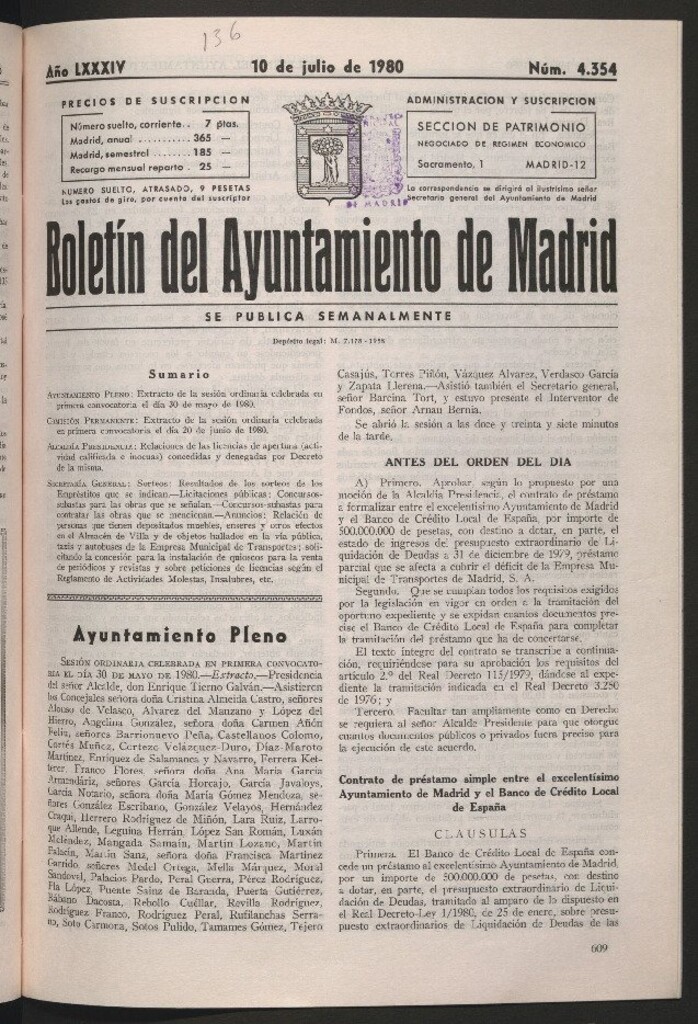 136
Año LXXXIV
10 de julio de 1980
Núm. 4.354
PRECIOS DE SUSCRIPCION
Número suelto, corriente.. 7 ptas.
Madrid, anual ............ 365 —
Madrid, semestral ......... 185 —
Recargo mensual reparto . 25 —
NUMERO SUELTO, ATRASADO, 9 PESETAS
Los gastos de giro, por cuenta del suscriptor
DE MADRID
ADMINISTRACION Y SUSCRIPCION
SECCION DE PATRIMONIO
NEGOCIADO DE REGIMEN ECONOMICO
Sacramento, 1 MADRID-12
La correspondencia se dirigirá al ilustrísimo señor
Secretario general del Ayuntamiento de Madrid
Boletín del Ayuntamiento de Madrid
SE PUBLICA SEMANALMENTE
Depósito legal: M. 7.178 - 1958
Sumario
AYUNTAMIENTO PLENO: Extracto de la sesión ordinaria celebrada en
primera convocatoria el día 30 de mayo de 1980.
COMISIÓN PERMANENTE: Extracto de la sesión ordinaria celebrada
en primera convocatoria el día 20 de junio de 1980.
ALCALDÍA PRESIDENCIA: Relaciones de las licencias de apertura (acti-
vidad calificada e inocuas) concedidas y denegadas por Decreto
de la misma.
SECRETARÍA GENERAL: Sorteos: Resultados de los sorteos de los
Empréstitos que se indican.—Licitaciones públicas: Concursos-
subastas para las obras que se señalan.—Concursos-subastas para
contratar las obras que se mencionan.—Anuncios: Relación de
personas que tienen depositados muebles, enseres y otros efectos
en el Almacén de Villa y de objetos hallados en la vía pública,
taxis y autobuses de la Empresa Municipal de Transportes; soli-
citando la concesión para la instalación de quioscos para la venta
de periódicos y revistas y sobre peticiones de licencias según el
Reglamento de Actividades Molestas, Insalubres, etc.
Ayuntamiento Pleno
SESIÓN ORDINARIA CELEBRADA EN PRIMERA CONVOCATO-
RIA EL DÍA 30 DE MAYO DE 1980.—Extracto.—Presidencia
del señor Alcalde, don Enrique Tierno Galván.—Asistieron
los Concejales señora doña Cristina Almeida Castro, señores
Alonso de Velasco, Alvarez del Manzano y López del
Hierro, Angelina González, señora doña Carmen Añón
Feliu, señores Barrionuevo Peña, Castellanos Colomo,
Cortés Muñoz, Cortezo Velázquez-Duro, Díaz-Maroto
Martínez, Enríquez de Salamanca y Navarro, Ferrera Ket-
terer, Franco Flores, señora doña Ana María García
Armendáriz, señores García Horcajo, García Javaloys,
García Notario, señora doña María Gómez Mendoza, se-
ñores González Escribano, González Velayos, Hernández
Craqui, Herrero Rodríguez de Miñón, Lara Ruiz, Larro-
que Allende, Leguina Herrán, López San Román, Luxán
Meléndez, Mangada Samaín, Martín Lozano, Martín
Palacín, Martín Sanz, señora doña Francisca Martínez
Garrido, señores Medel Ortega, Mella Márquez, Moral
Sandoval, Palacios Pardo, Peral Guerra, Pérez Rodríguez,
Pla López, Puente Sainz de Baranda, Puerta Gutiérrez,
Rábano Dacosta, Rebollo Cuéllar, Revilla Rodríguez,
Rodríguez Franco, Rodríguez Peral, Rufilanchas Serra-
no, Soto Carmona, Sotos Pulido, Tamames Gómez, Tejero
Casajús, Torres Piñón, Vázquez Alvarez, Verdasco García
y Zapata Llerena.—Asistió también el Secretario general,
señor Barcina Tort, y estuvo presente el Interventor de
Fondos, señor Arnau Bernia.
Se abrió la sesión a las doce y treinta y siete minutos
de la tarde.
ANTES DEL ORDEN DEL DIA
A) Primero. Aprobar, según lo propuesto por una
moción de la Alcaldía Presidencia, el contrato de préstamo
a formalizar entre el excelentísimo Ayuntamiento de Madrid
y el Banco de Crédito Local de España, por importe de
500.000.000 de pesetas, con destino a dotar, en parte, el
estado de ingresos del presupuesto extraordinario de Li-
quidación de Deudas a 31 de diciembre de 1979, préstamo
parcial que se afecta a cubrir el déficit de la Empresa Mu-
nicipal de Transportes de Madrid, S. A.
Segundo. Que se cumplan todos los requisitos exigidos
por la legislación en vigor en orden a la tramitación del
oportuno expediente y se expidan cuantos documentos pre-
cise el Banco de Crédito Local de España para completar
la tramitación del préstamo que ha de concertarse.
El texto íntegro del contrato se transcribe a continua-
ción, requiriéndose para su aprobación los requisitos del
artículo 2.º del Real Decreto 115/1979, dándose al expe-
diente la tramitación indicada en el Real Decreto 3.250
de 1976; y
Tercero. Facultar tan ampliamente como en Derecho
se requiera al señor Alcalde Presidente para que otorgue
cuantos documentos públicos o privados fuera preciso para
la ejecución de este acuerdo.
Contrato de préstamo simple entre el excelentísimo
Ayuntamiento de Madrid y el Banco de Crédito Local
de España
CLAUSULAS
Primera. El Banco de Crédito Local de España con-
cede un préstamo al excelentísimo Ayuntamiento de Madrid
por un importe de 500.000.000 de pesetas, con destino
a dotar, en parte, el presupuesto extraordinario de Liqui-
dación de Deudas, tramitado al amparo de lo dispuesto en
el Real Decreto-Ley 1/1980, de 25 de enero, sobre presu-
puesto extraordinarios de Liquidación de Deudas de las
609